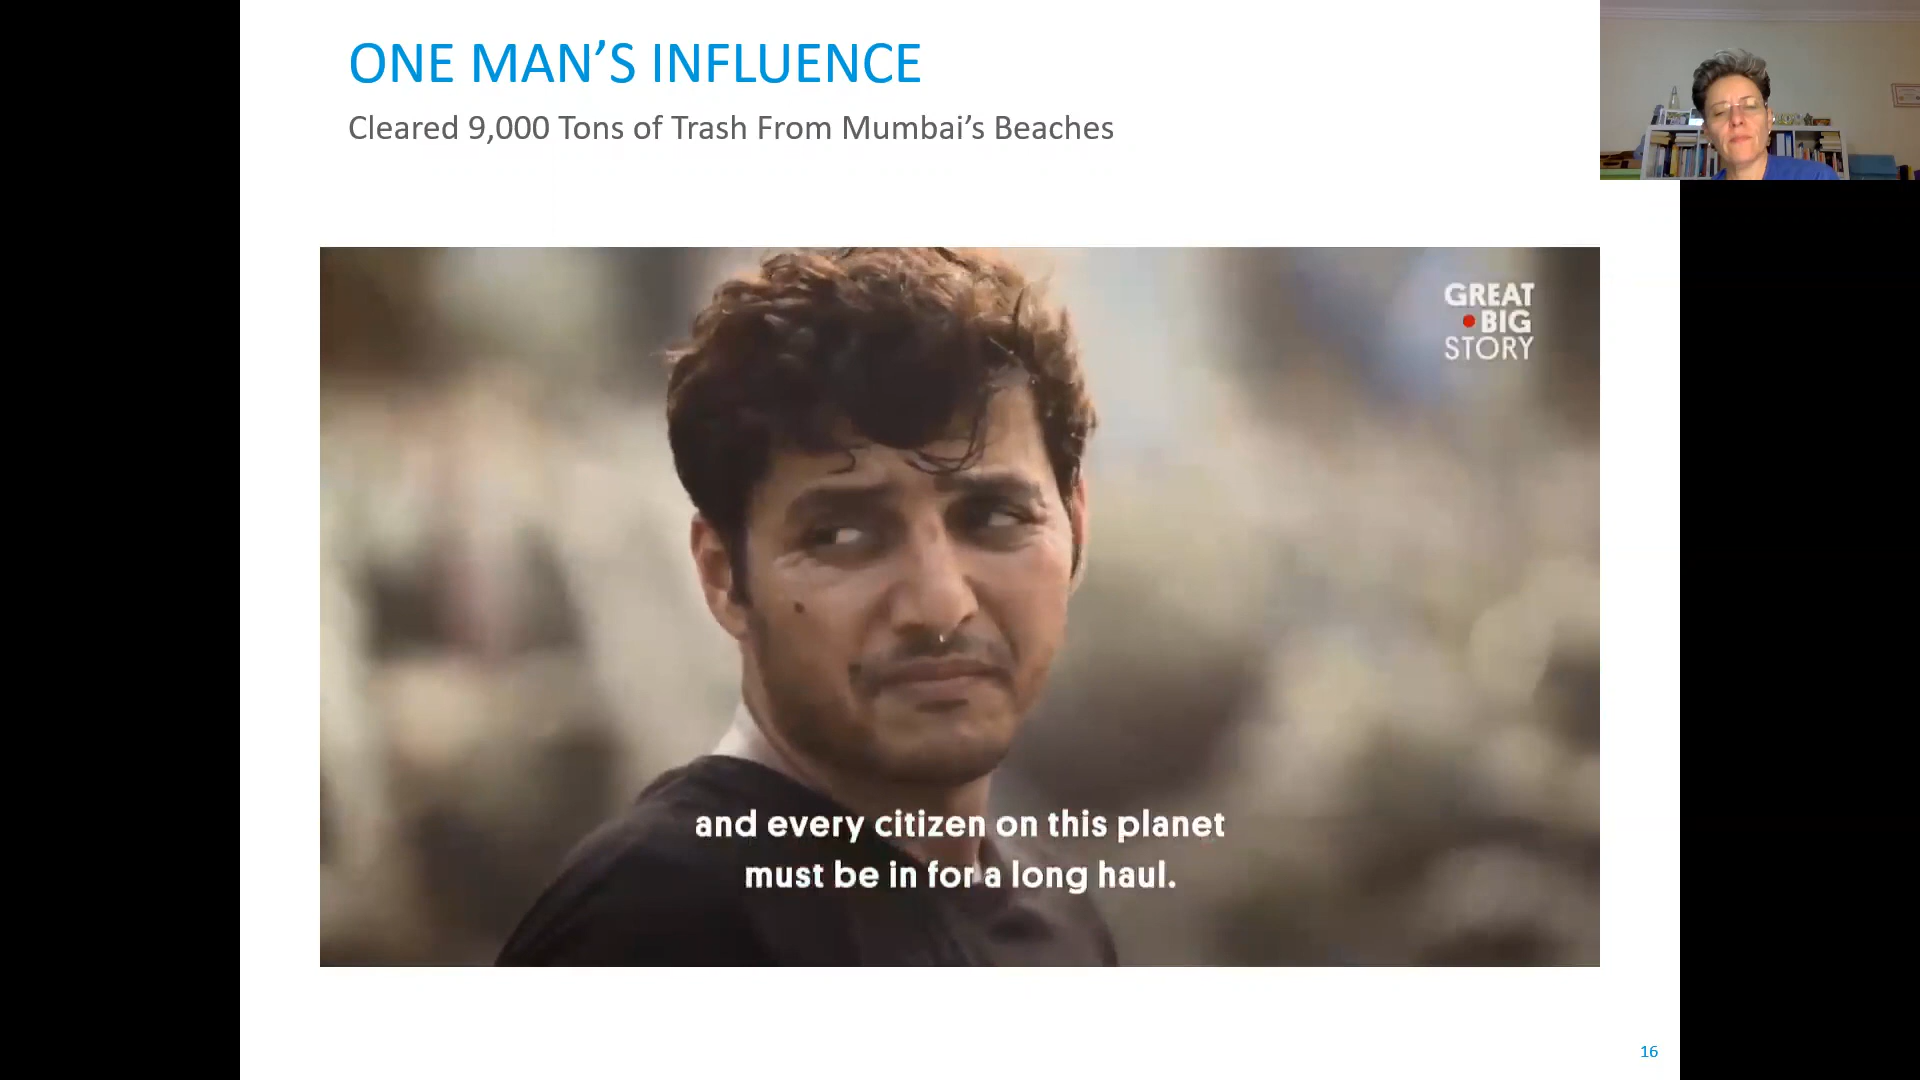 ONE MAN’S INFLUENCE
Cleared 9,000 Tons of Trash From Mumbai’s Beaches
GREAT
BIG
STORY
and every citizen on this planet
must be in for a long haul.
16